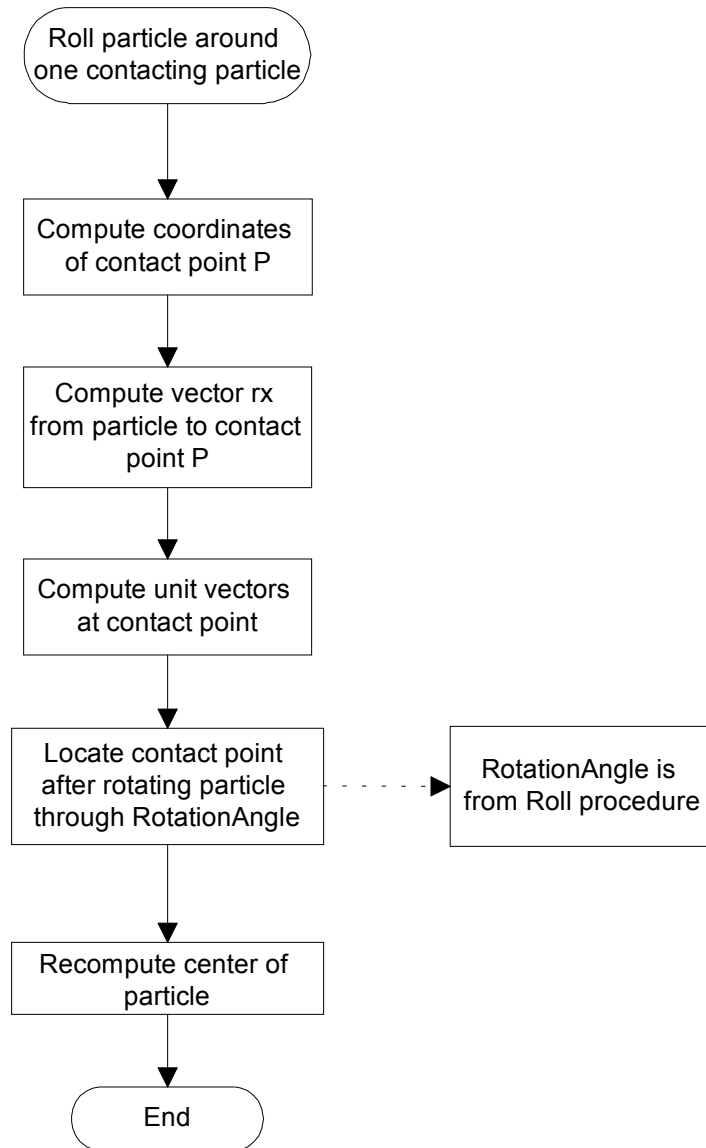 Roll particle around
one contacting particle
Compute coordinates
of contact point P
Compute vector rx
from particle to contact
point P
Compute unit vectors
at contact point
Locate contact point
after rotating particle
through RotationAngle
RotationAngle is
from Roll procedure
Recompute center of
particle
End